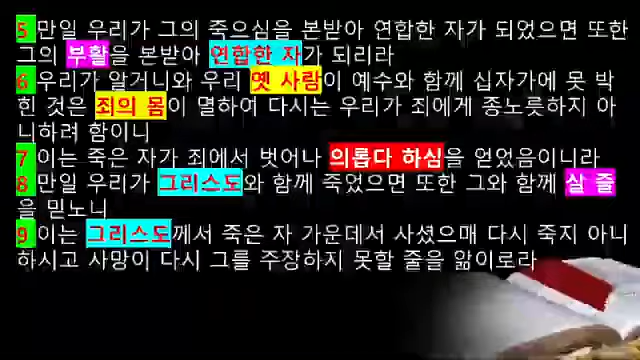 5 만일 우리가 그의 죽으심을 본받아 연합한 자가 되었으면 또한
그의 부활을 본받아 연합한 자가 되리라
6 우리가 알거니와 우리 옛 사람이 예수와 함께 십자가에 못 박
힌 것은 죄의 몸이 멸하여 다시는 우리가 죄에게 종노릇하지 아
니하려 함이니
7 이는 죽은 자가 죄에서 벗어나 의롭다 하심을 얻었음이니라
8 만일 우리가 그리스도와 함께 죽었으면 또한 그와 함께 살 줄
을 믿노니
9 이는 그리스도께서 죽은 자 가운데서 사셨으매 다시 죽지 아니
하시고 사망이 다시 그를 주장하지 못할 줄을 앎이로라